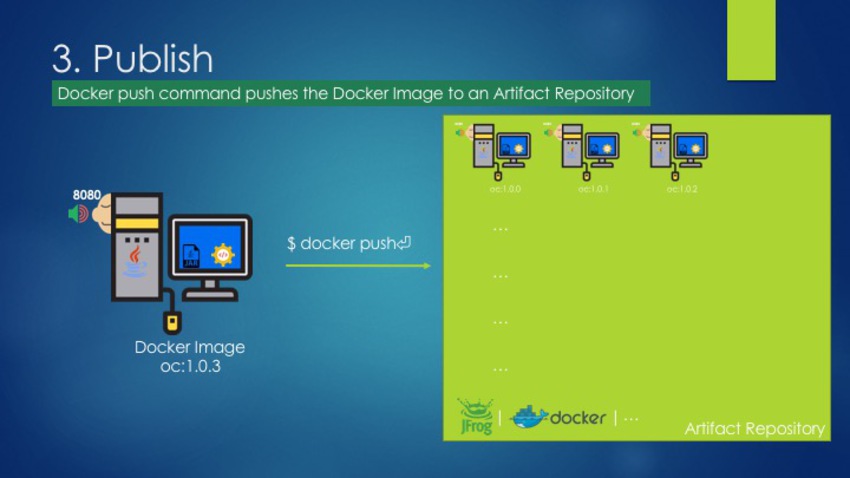 3. Publish
Docker push command pushes the Docker Image to an Artifact Repository
8080
JAR
Docker Image
oc:1.0.3
$ docker push⏎
oc:1.0.0
oc:1.0.1
oc:1.0.2
...
...
...
...
JFrog | docker | ...
Artifact Repository